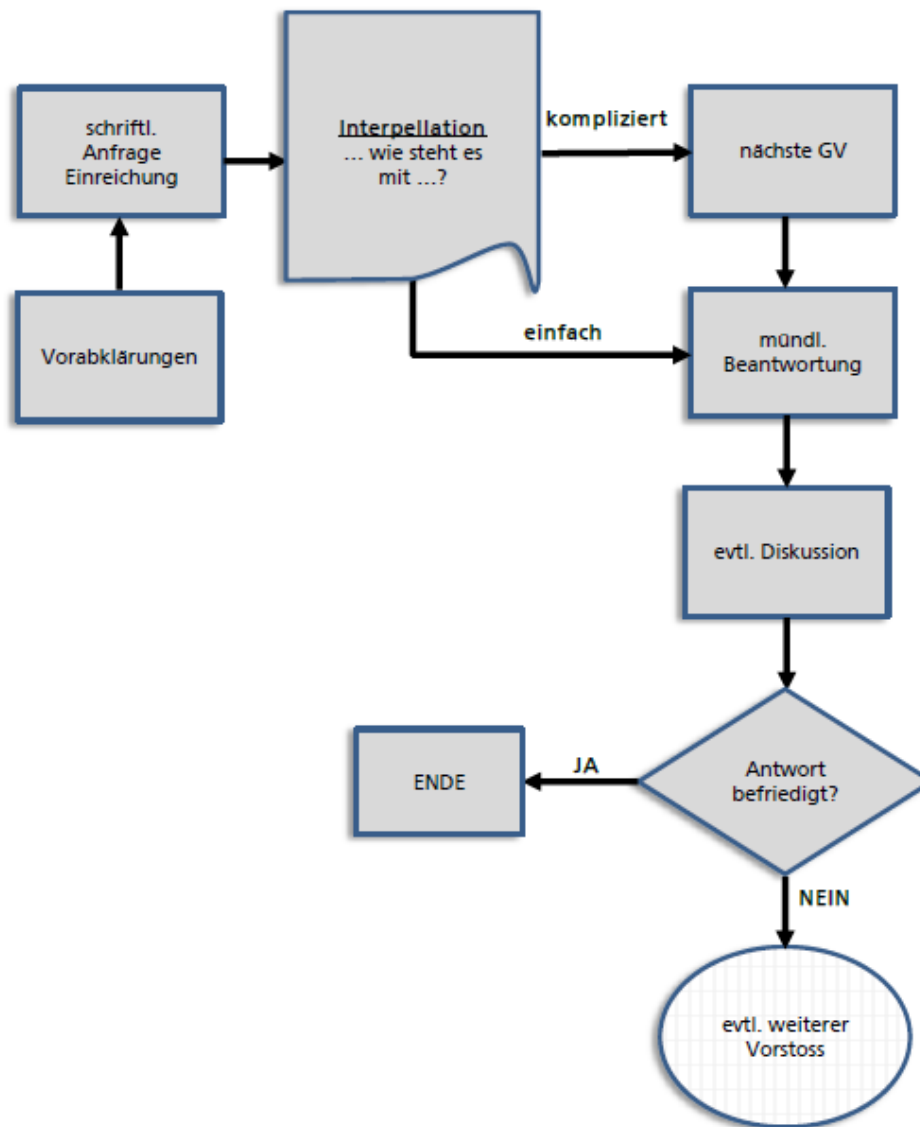 schriftl.
Anfrage
Einreichung
Interpellation
... wie steht es
mit ...?
kompliziert
nächste GV
Vorabklärungen
einfach
mündl.
Beantwortung
evtl. Diskussion
Antwort
befriedigt?
JA
ENDE
NEIN
evtl. weiterer
Vorstoss